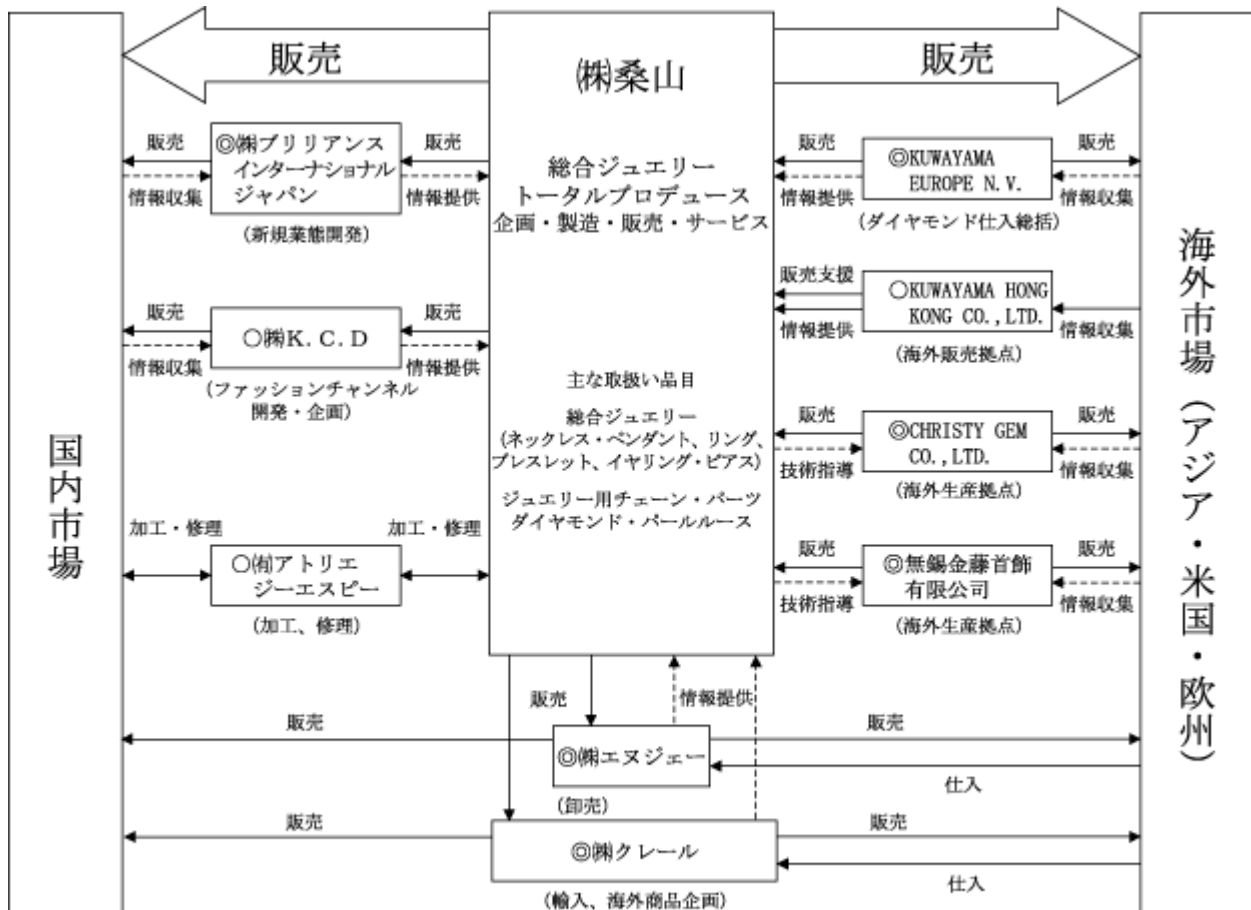 販売
㈱桑山
販売
総合ジュエリー
トータルプロデュース
企画・製造・販売・サービス
主な取扱い品目
総合ジュエリー
(ネックレス・ペンダント、リング、
ブレスレット、イヤリング・ピアス)
ジュエリー用チェーン・パーツ
ダイヤモンド・パールルース
国内市場
販売
情報収集
◎㈱ブリリアンス
インターナショナル
ジャパン
(新規業態開発)
販売
情報提供
販売
情報収集
○㈱K.C.D
(ファッションチャンネル
開発・企画)
販売
情報提供
加工・修理
○㈲アトリエ
ジーエスピー
(加工、修理)
加工・修理
販売
情報提供
◎KUWAYAMA
EUROPE N.V.
(ダイヤモンド仕入総括)
販売
情報収集
販売支援
情報提供
○KUWAYAMA HONG
KONG CO.,LTD.
(海外販売拠点)
情報収集
販売
技術指導
◎CHRISTY GEM
CO.,LTD.
(海外生産拠点)
販売
情報収集
販売
技術指導
◎無錫金藤首飾
有限公司
(海外生産拠点)
販売
情報収集
海外市場(アジア・米国・欧州)
販売
情報提供
販売
◎㈱エヌジェー
(卸売)
販売
仕入
販売
◎㈱クレール
(輸入、海外商品企画)
販売
仕入